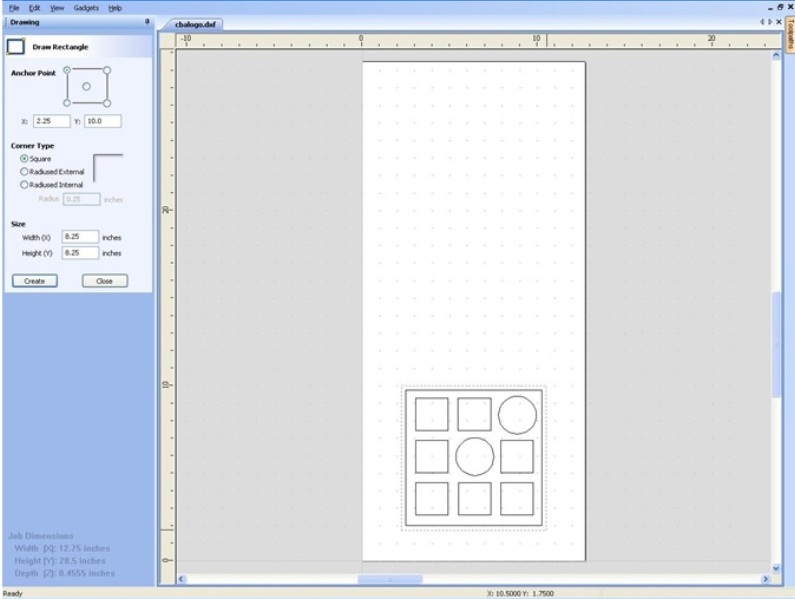 File Edit View Gadgets Help
Drawing
cbalogo.dxf
Toolpaths
Draw Rectangle
Anchor Point
X: 2.25 Y: 10.0
Corner Type
Square
Radiused External
Radiused Internal
Radius 0.25 inches
Size
Width (X) 8.25 inches
Height (Y) 8.25 inches
Create Close
-10 0 10 20
20
10
0
Job Dimensions
Width (X): 12.75 inches
Height (Y): 28.5 inches
Depth (Z): 0.4555 inches
Ready X: 10.5000 Y: 1.7500